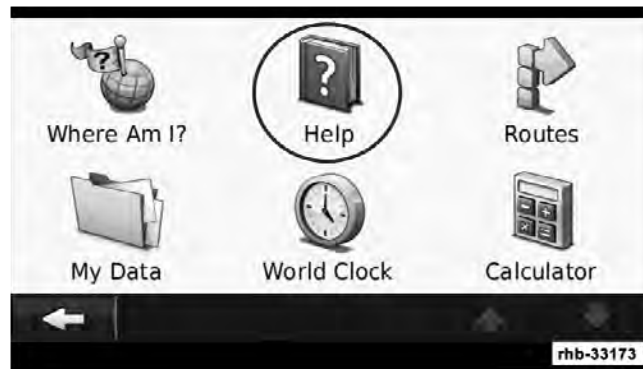 Where Am I?
Help
Routes
My Data
World Clock
Calculator
rhb-33173